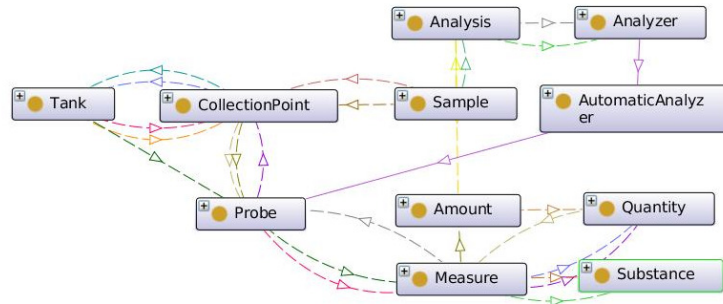 Analysis
Analyzer
Tank
CollectionPoint
Sample
AutomaticAnalyz
er
Probe
Amount
Quantity
Measure
Substance